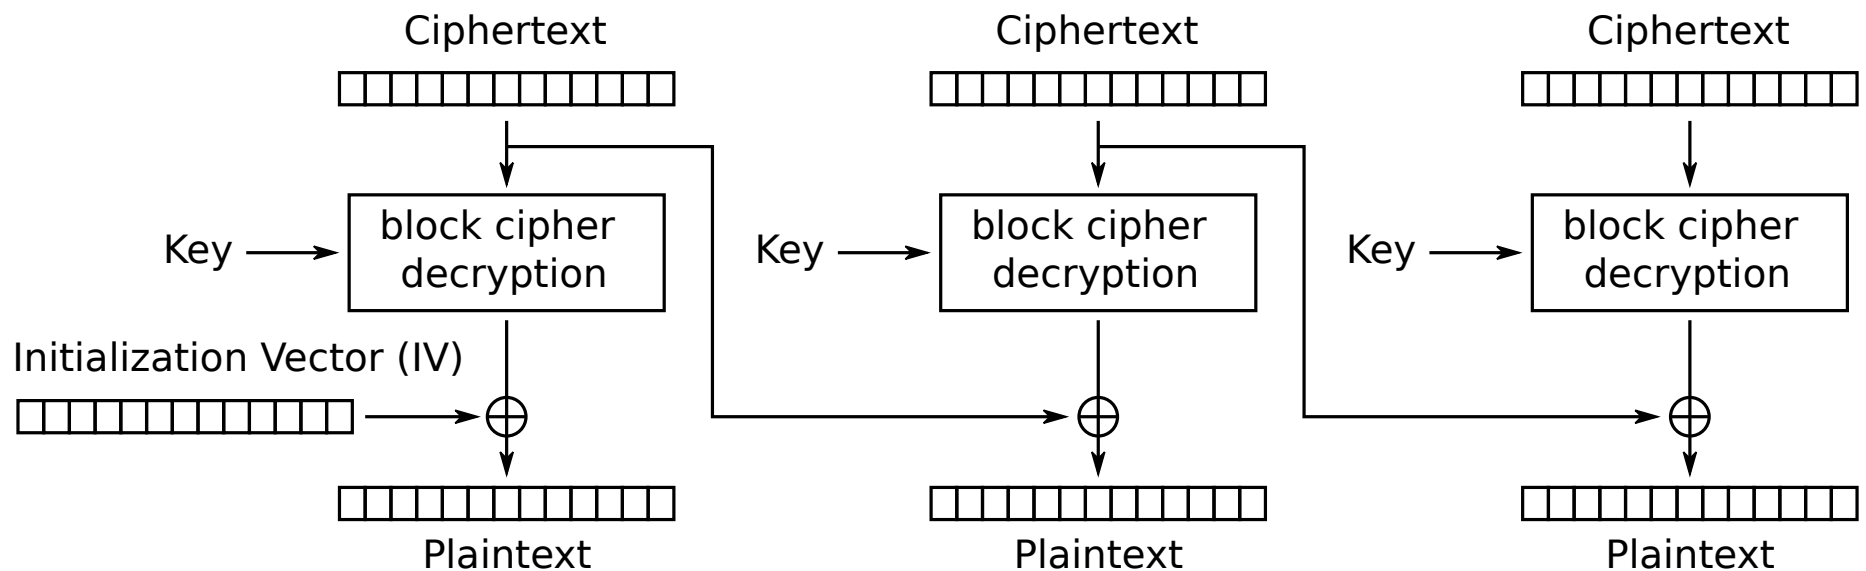 Ciphertext
Ciphertext
Ciphertext
block cipher
decryption
block cipher
decryption
block cipher
decryption
Key
Key
Key
Initialization Vector (IV)
Plaintext
Plaintext
Plaintext